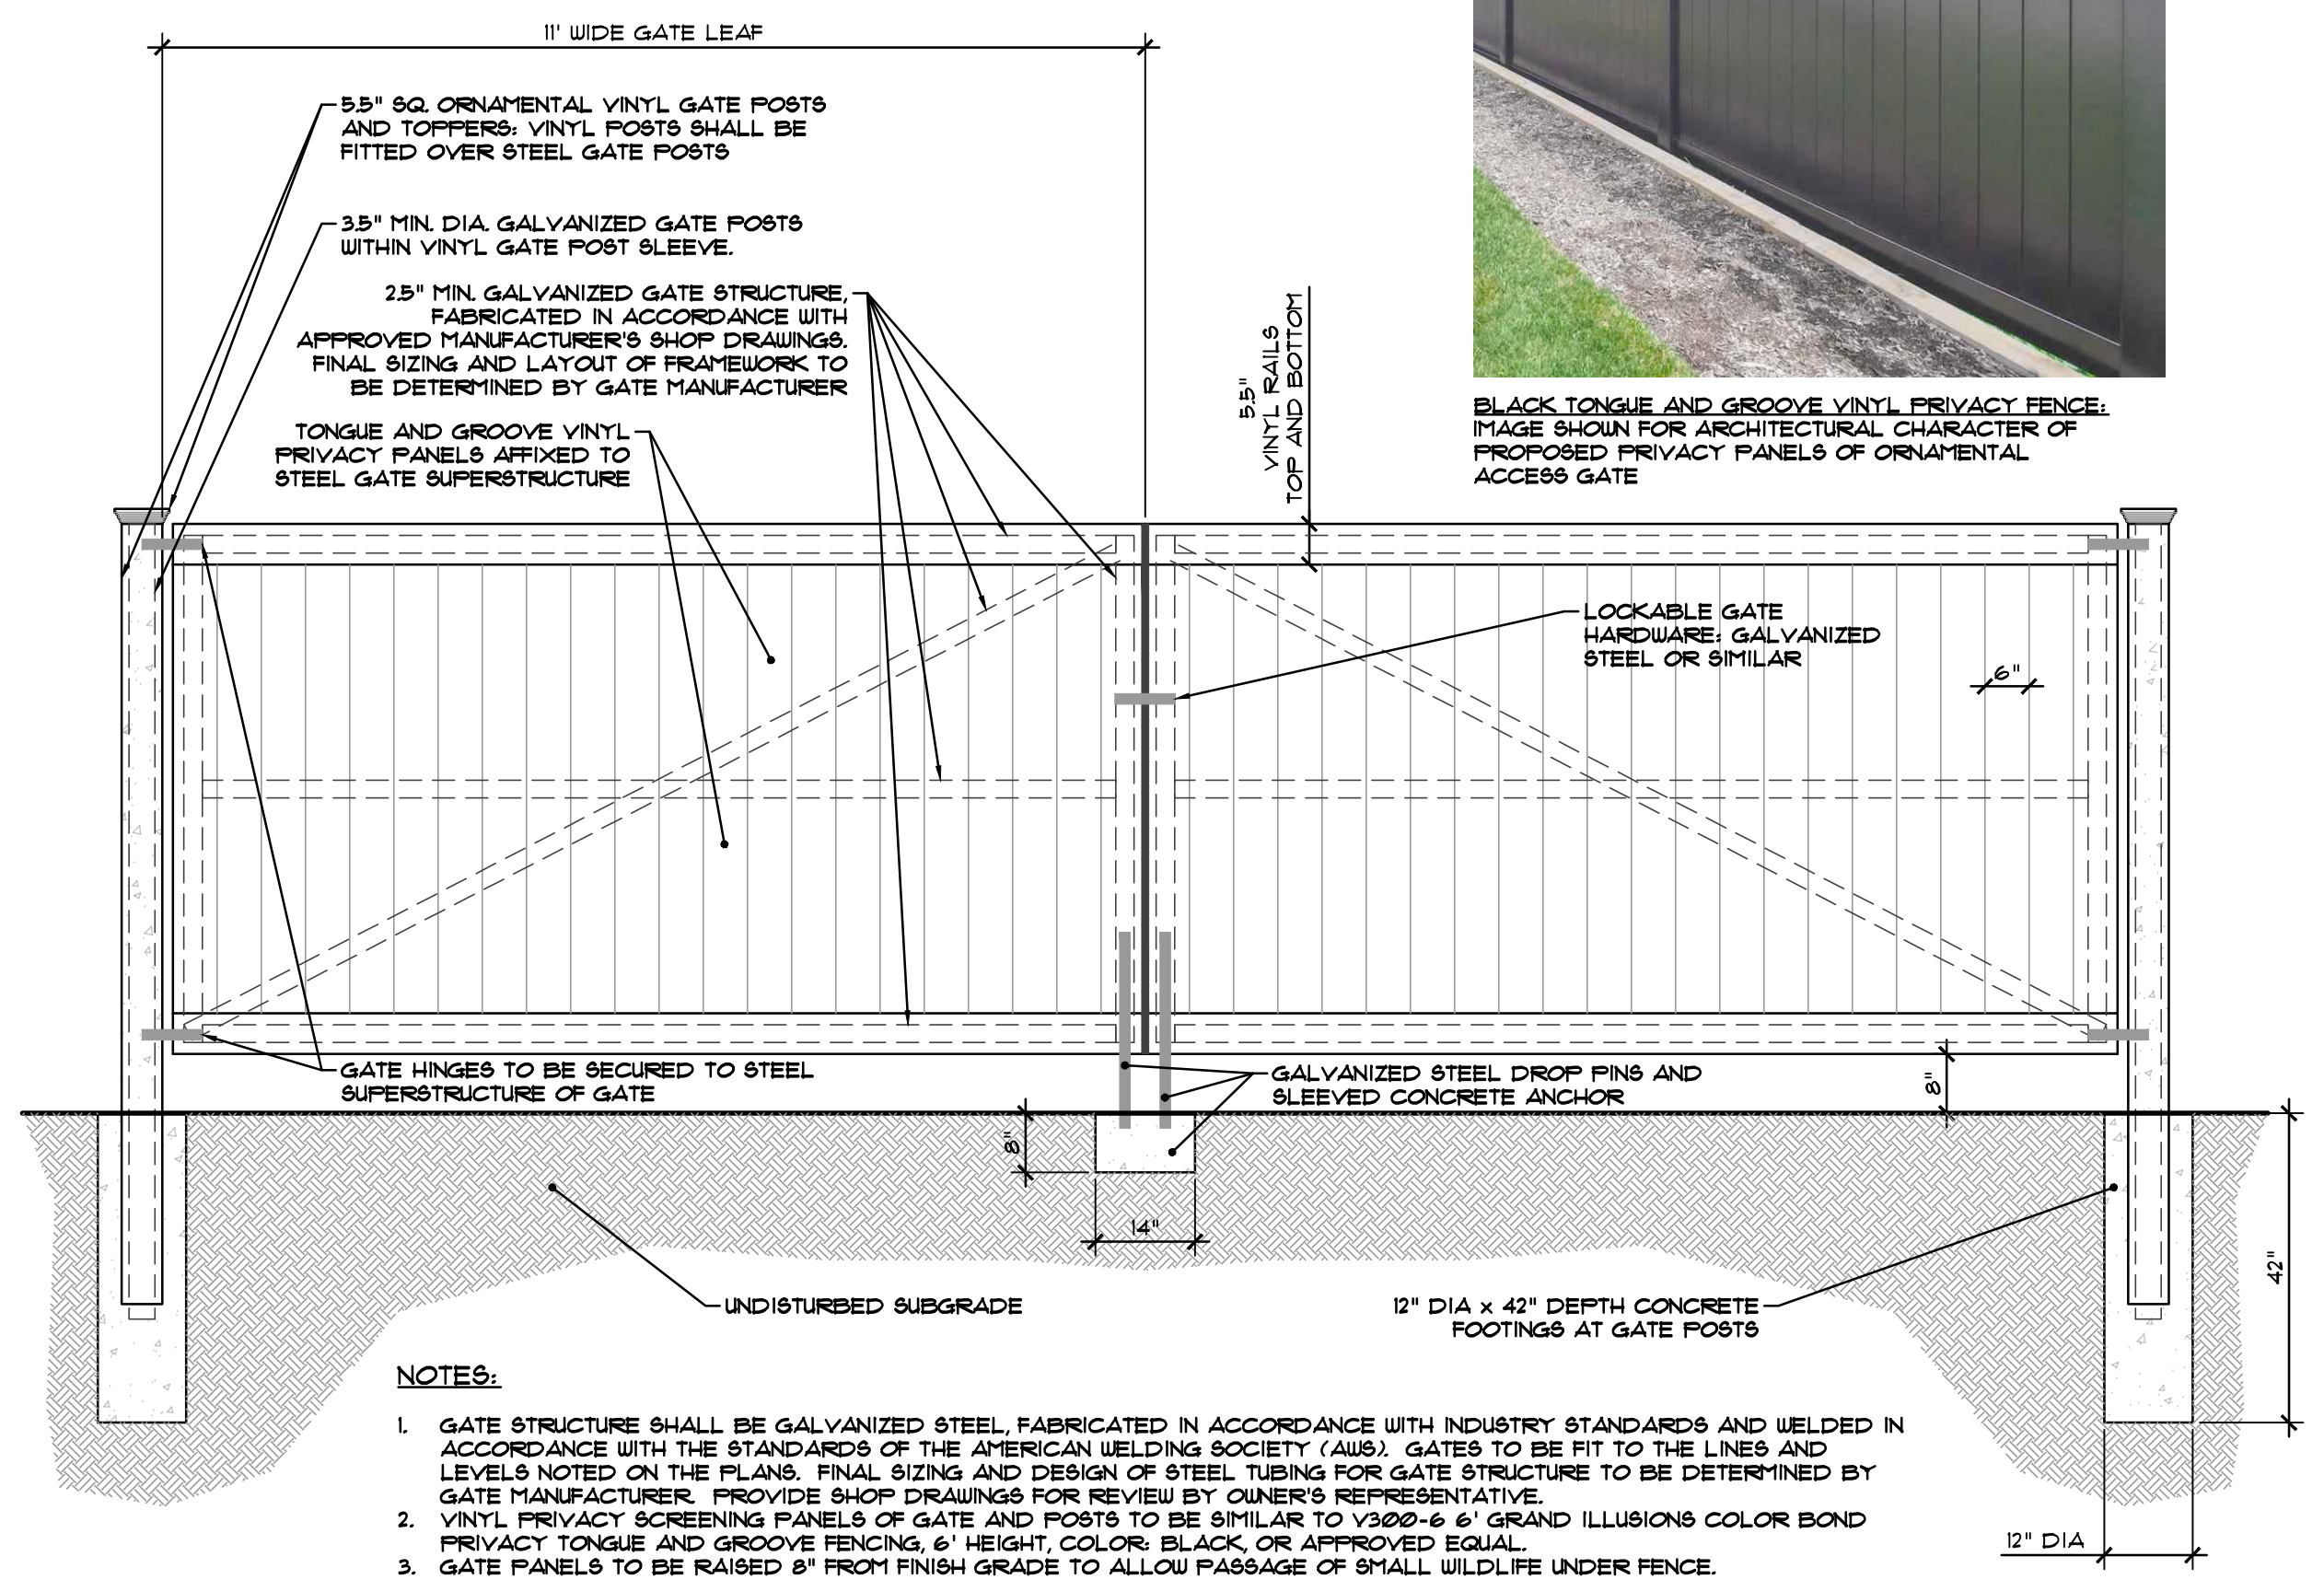 11' WIDE GATE LEAF
5.5" SQ. ORNAMENTAL VINYL GATE POSTS
AND TOPPERS: VINYL POSTS SHALL BE
FITTED OVER STEEL GATE POSTS
3.5" MIN. DIA. GALVANIZED GATE POSTS
WITHIN VINYL GATE POST SLEEVE.
2.5" MIN. GALVANIZED GATE STRUCTURE,
FABRICATED IN ACCORDANCE WITH
APPROVED MANUFACTURER'S SHOP DRAWINGS.
FINAL SIZING AND LAYOUT OF FRAMEWORK TO
BE DETERMINED BY GATE MANUFACTURER
TONGUE AND GROOVE VINYL
PRIVACY PANELS AFFIXED TO
STEEL GATE SUPERSTRUCTURE
5.5"
VINYL RAILS
TOP AND BOTTOM
BLACK TONGUE AND GROOVE VINYL PRIVACY FENCE:
IMAGE SHOWN FOR ARCHITECTURAL CHARACTER OF
PROPOSED PRIVACY PANELS OF ORNAMENTAL
ACCESS GATE
LOCKABLE GATE
HARDWARE: GALVANIZED
STEEL OR SIMILAR
6"
GATE HINGES TO BE SECURED TO STEEL
SUPERSTRUCTURE OF GATE
GALVANIZED STEEL DROP PINS AND
SLEEVED CONCRETE ANCHOR
8"
8"
14"
42"
UNDISTURBED SUBGRADE
12" DIA x 42" DEPTH CONCRETE
FOOTINGS AT GATE POSTS
NOTES:
1. GATE STRUCTURE SHALL BE GALVANIZED STEEL, FABRICATED IN ACCORDANCE WITH INDUSTRY STANDARDS AND WELDED IN
ACCORDANCE WITH THE STANDARDS OF THE AMERICAN WELDING SOCIETY (AWS). GATES TO BE FIT TO THE LINES AND
LEVELS NOTED ON THE PLANS. FINAL SIZING AND DESIGN OF STEEL TUBING FOR GATE STRUCTURE TO BE DETERMINED BY
GATE MANUFACTURER. PROVIDE SHOP DRAWINGS FOR REVIEW BY OWNER'S REPRESENTATIVE.
2. VINYL PRIVACY SCREENING PANELS OF GATE AND POSTS TO BE SIMILAR TO V300-6 6' GRAND ILLUSIONS COLOR BOND
PRIVACY TONGUE AND GROOVE FENCING, 6' HEIGHT, COLOR: BLACK, OR APPROVED EQUAL.
3. GATE PANELS TO BE RAISED 8" FROM FINISH GRADE TO ALLOW PASSAGE OF SMALL WILDLIFE UNDER FENCE.
12" DIA